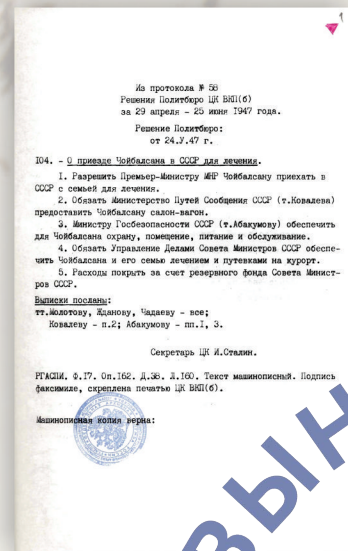 Из протокола № 58
Решения Политбюро ЦК ВКП(б)
за 29 апреля - 25 июня 1947 года.
Решение Политбюро:
от 24.У.47 г.
I04. - О приезде Чойбалсана в СССР для лечения.
I. Разрешить Премьер-Министру МНР Чойбалсану приехать в
СССР с семьей для лечения.
2. Обязать Министерство Путей Сообщения СССР (т.Ковалева)
предоставить Чойбалсану салон-вагон.
3. Министру Госбезопасности СССР (т.Абакумову) обеспечить
для Чойбалсана охрану, помещение, питание и обслуживание.
4. Обязать Управление Делами Совета Министров СССР обеспе-
чить Чойбалсана и его семью лечением и путевками на курорт.
5. Расходы покрыть за счет резервного фонда Совета Минист-
ров СССР.
Выписки посланы:
тт.Молотову, Жданову, Чадаеву - все;
Ковалеву - п.2; Абакумову - пп.I, 3.
Секретарь ЦК И.Сталин.
РГАСПИ. Ф.I7. Оп.I62. Д.38. Л.I60. Текст машинописный. Подпись
факсимиле, скреплена печатью ЦК ВКП(б).
Машинописная копия верна:
ВЫН